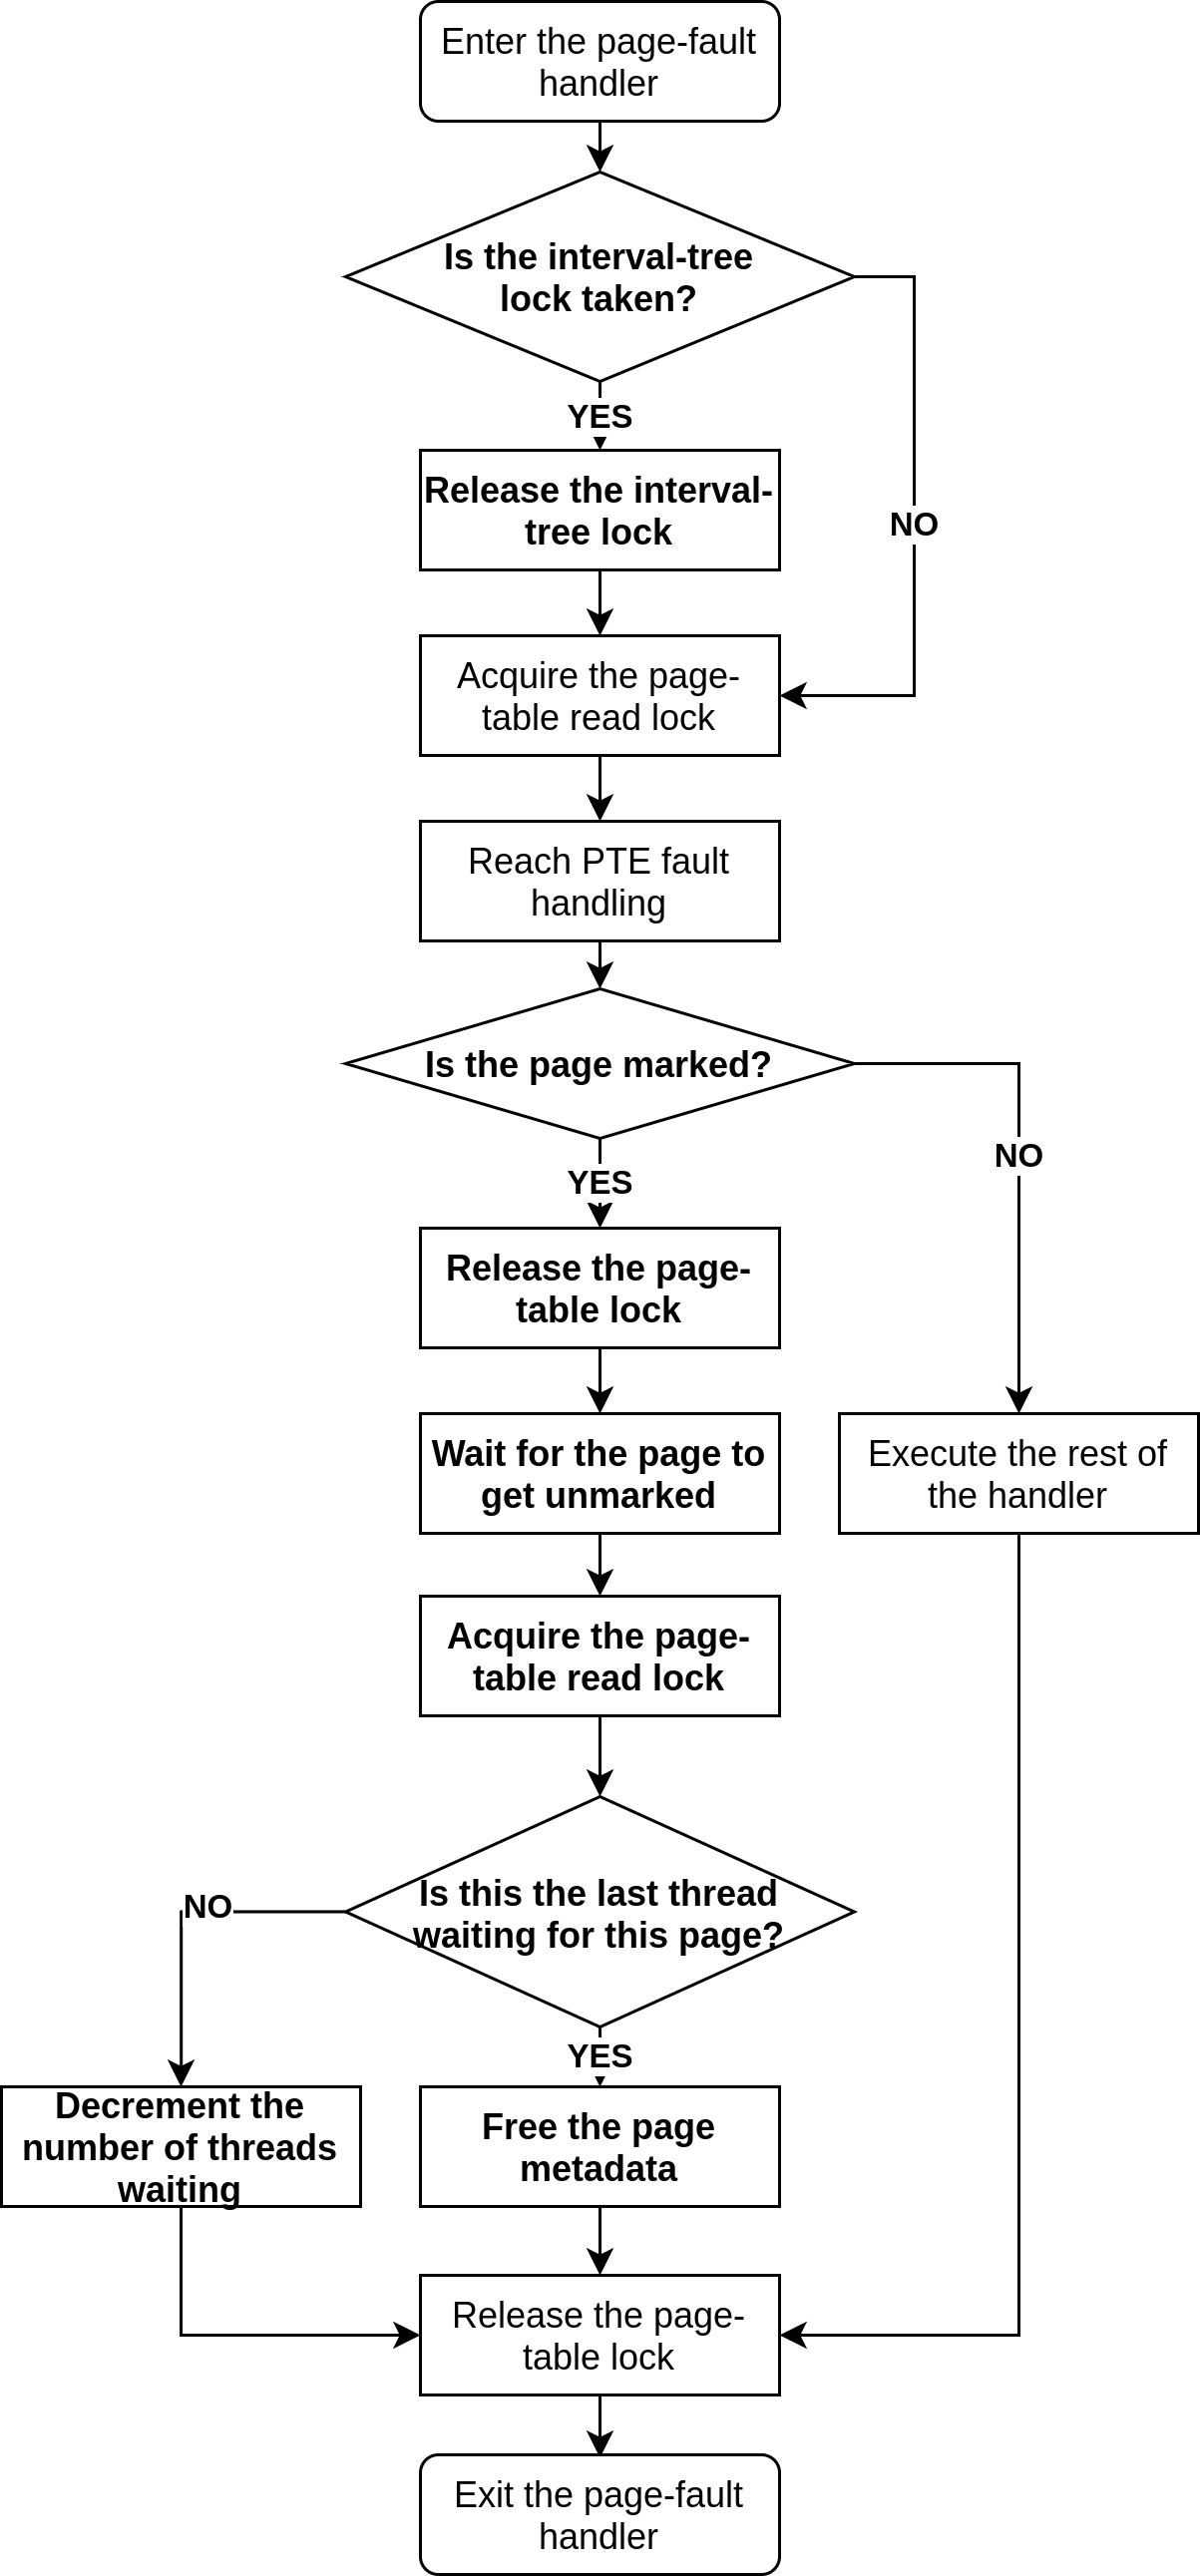 Enter the page-fault
handler
Is the interval-tree
lock taken?
YES
NO
Release the interval-
tree lock
Acquire the page-
table read lock
Reach PTE fault
handling
Is the page marked?
YES
NO
Release the page-
table lock
Wait for the page to
get unmarked
Execute the rest of
the handler
Acquire the page-
table read lock
Is this the last thread
waiting for this page?
NO
YES
Decrement the
number of threads
waiting
Free the page
metadata
Release the page-
table lock
Exit the page-fault
handler